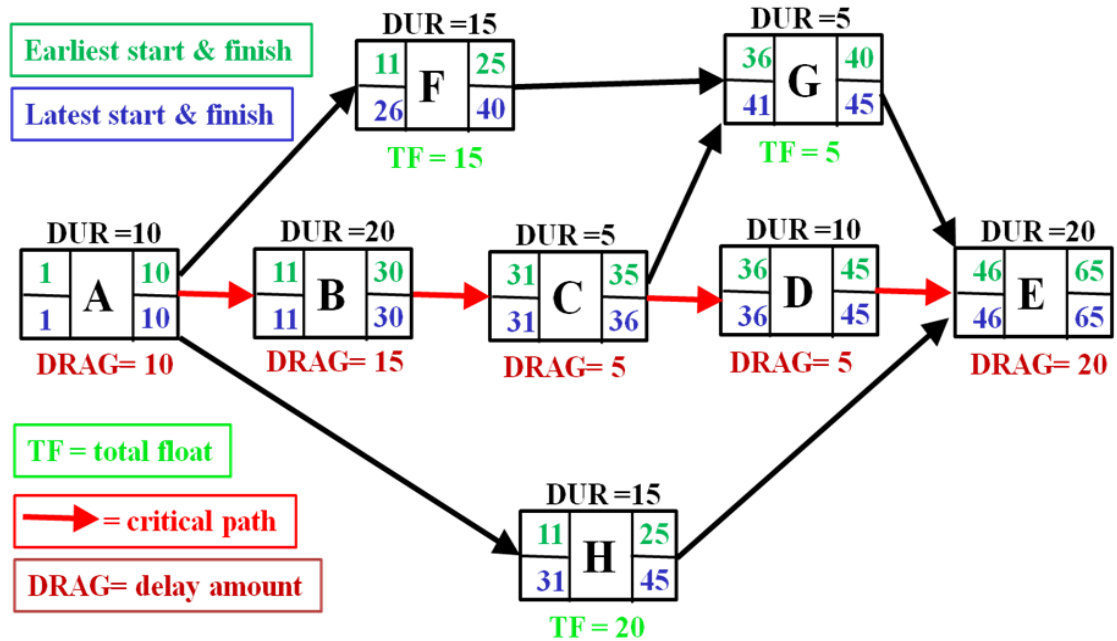 DUR =15
DUR =5
Earliest start & finish
11 F 25
26 40
36 G 40
41 45
Latest start & finish
TF = 15
TF = 5
DUR =10
DUR =20
DUR =5
DUR =10
DUR =20
1 A 10
1 10
11 B 30
11 30
31 C 35
31 36
36 D 45
36 45
46 E 65
46 65
DRAG= 10
DRAG= 15
DRAG= 5
DRAG= 5
DRAG= 20
TF = total float
= critical path
DRAG= delay amount
DUR =15
11 H 25
31 45
TF = 20